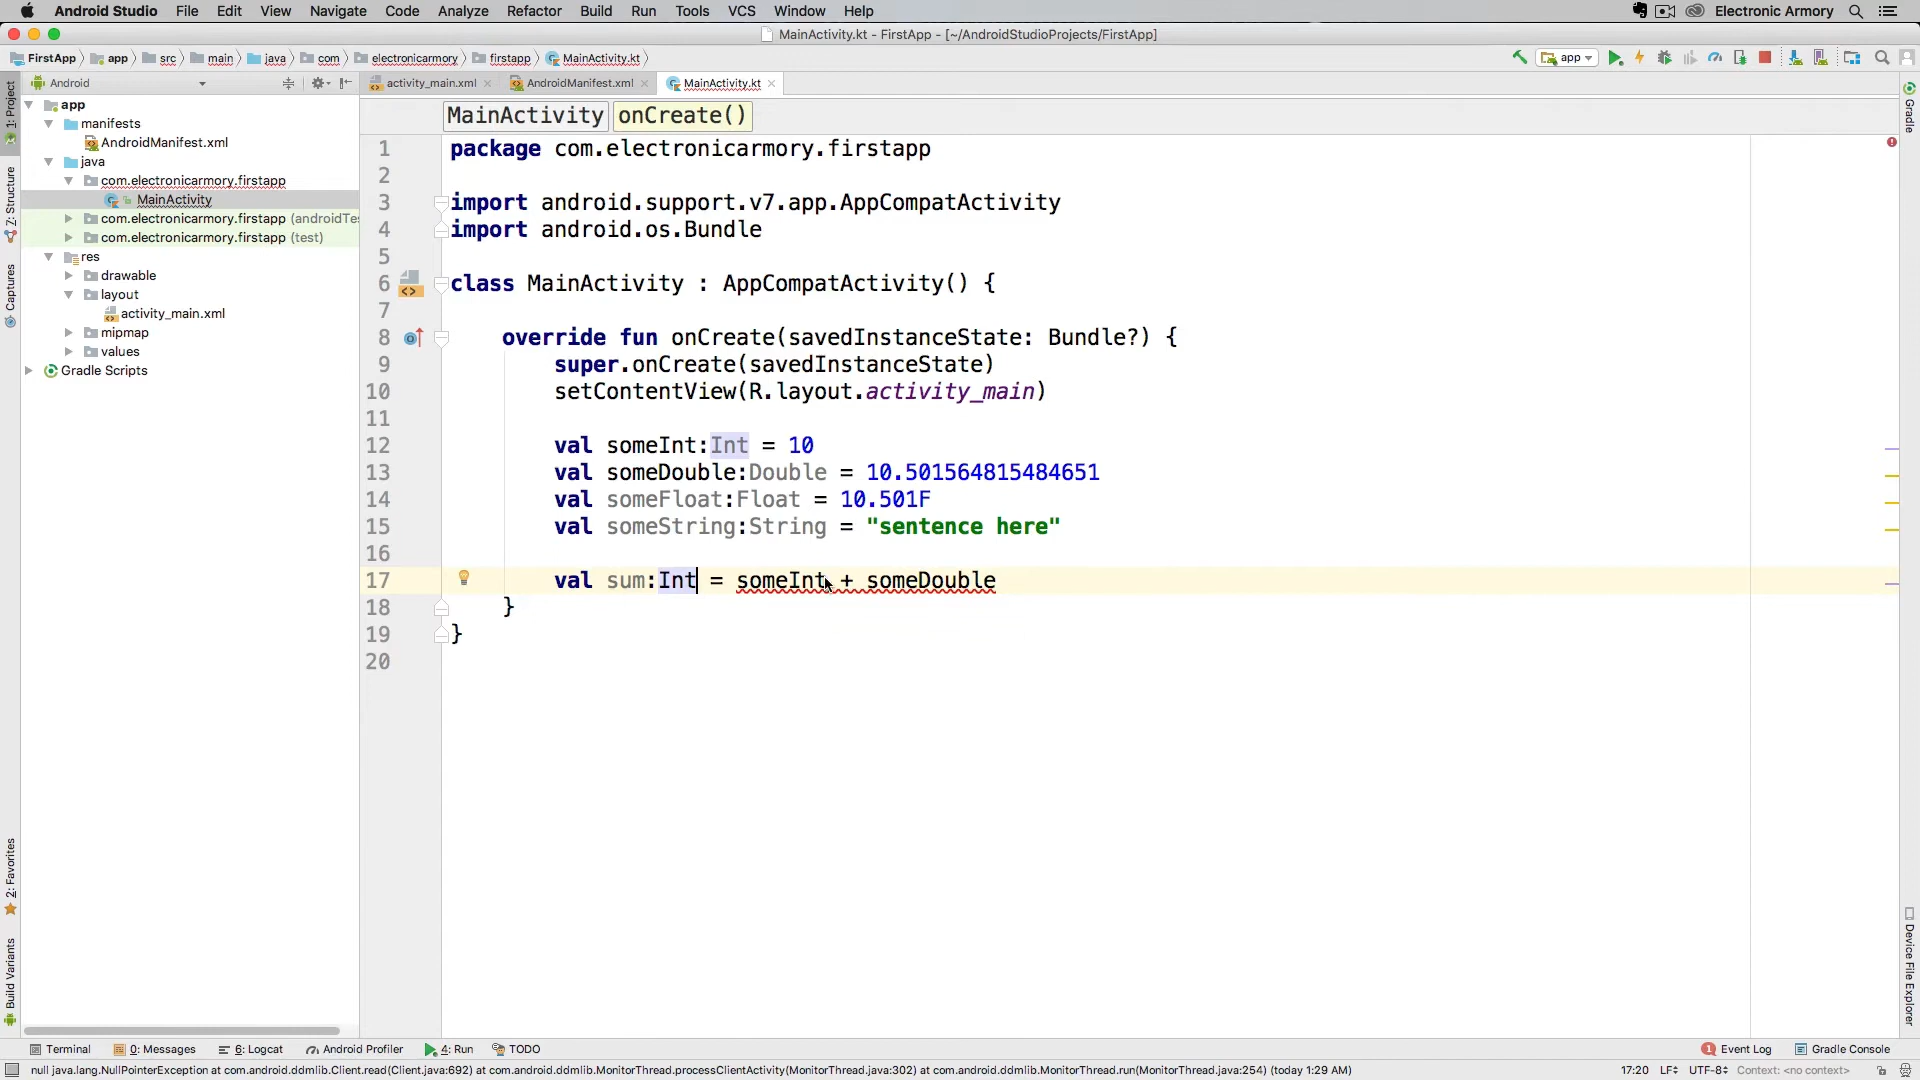 Android Studio File Edit View Navigate Code Analyze Refactor Build Run Tools VCS Window Help Electronic Armory
MainActivity.kt - FirstApp - [~/AndroidStudioProjects/FirstApp]
FirstApp app src main java com electronicarmory firstapp MainActivity.kt app
Android
activity_main.xml AndroidManifest.xml MainActivity.kt
MainActivity onCreate()
1: Project
Z: Structure
Captures
2: Favorites
Build Variants
app
manifests
AndroidManifest.xml
java
com.electronicarmory.firstapp
MainActivity
com.electronicarmory.firstapp (androidTes
com.electronicarmory.firstapp (test)
res
drawable
layout
activity_main.xml
mipmap
values
Gradle Scripts
1 package com.electronicarmory.firstapp
2
3 import android.support.v7.app.AppCompatActivity
4 import android.os.Bundle
5
6 class MainActivity : AppCompatActivity() {
7
8 override fun onCreate(savedInstanceState: Bundle?) {
9 super.onCreate(savedInstanceState)
10 setContentView(R.layout.activity_main)
11
12 val someInt:Int = 10
13 val someDouble:Double = 10.501564815484651
14 val someFloat:Float = 10.501F
15 val someString:String = "sentence here"
16
17 val sum:Int = someInt + someDouble
18 }
19 }
20
Gradle
Device File Explorer
Terminal 0: Messages 6: Logcat Android Profiler 4: Run TODO 1 Event Log Gradle Console
null java.lang.NullPointerException at com.android.ddmlib.Client.read(Client.java:692) at com.android.ddmlib.MonitorThread.processClientActivity(MonitorThread.java:302) at com.android.ddmlib.MonitorThread.run(MonitorThread.java:254) (today 1:29 AM) 17:20 LF UTF-8 Context: <no context>